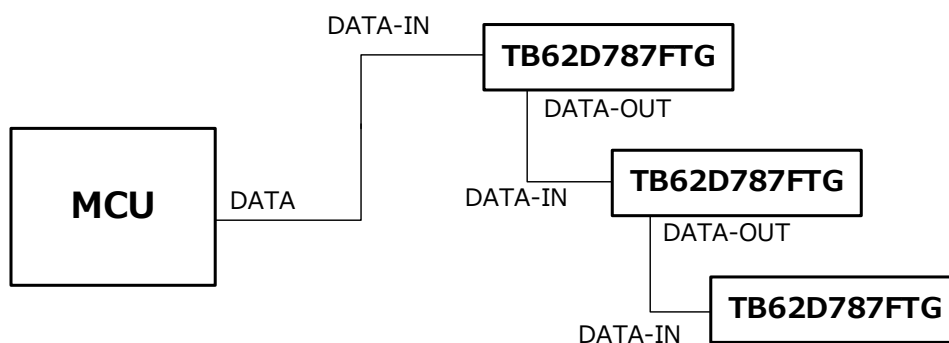 DATA-IN
TB62D787FTG
DATA-OUT
MCU
DATA
DATA-IN
TB62D787FTG
DATA-OUT
DATA-IN
TB62D787FTG